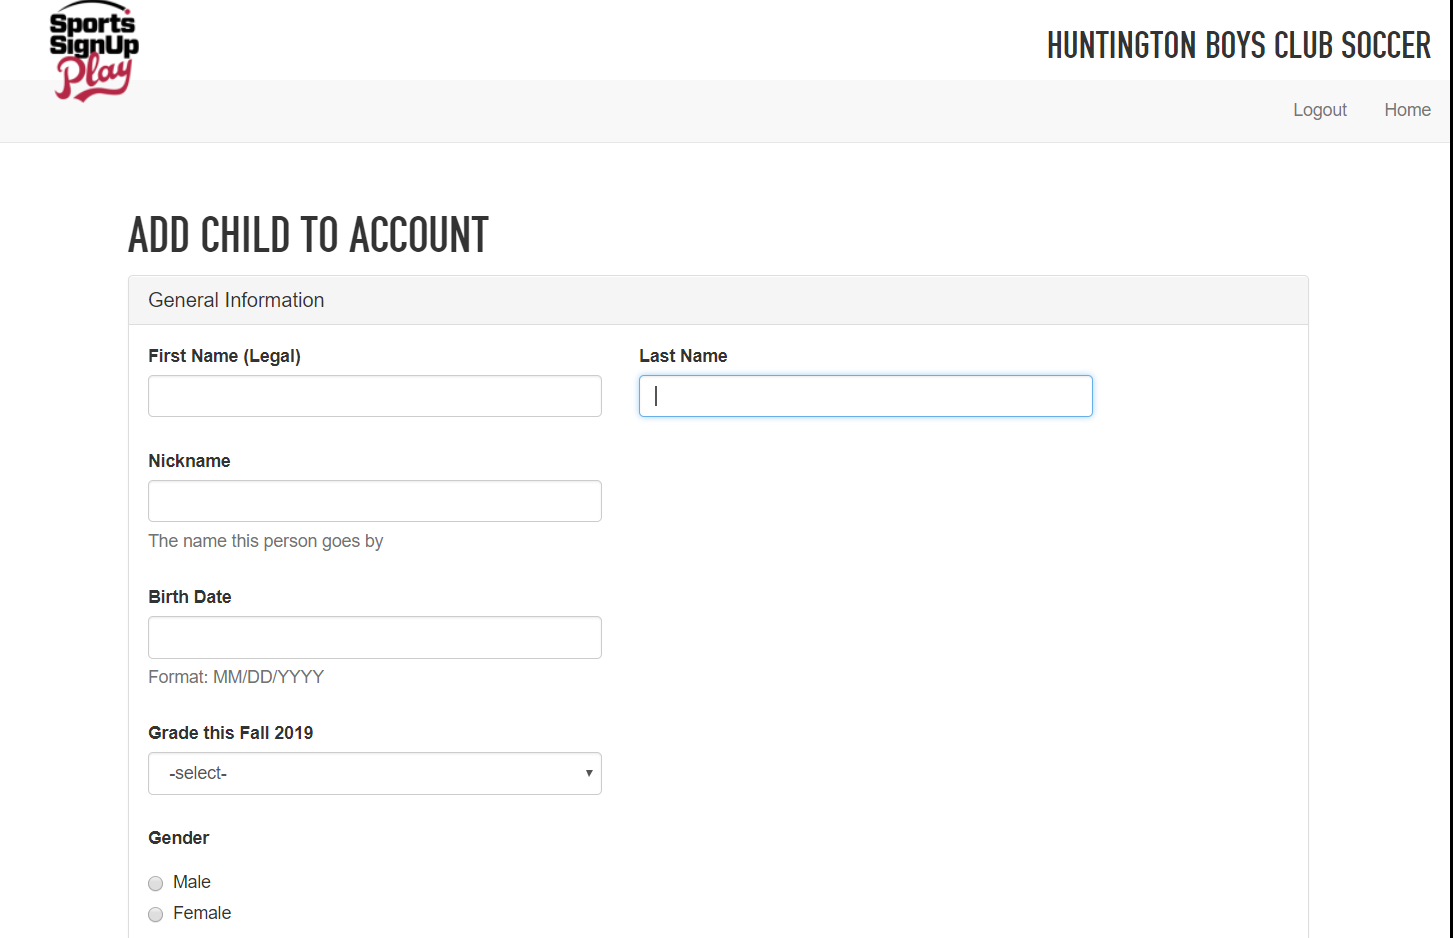 Sports
SignUp
Play
HUNTINGTON BOYS CLUB SOCCER
Logout Home
ADD CHILD TO ACCOUNT
General Information
First Name (Legal) Last Name
Nickname
The name this person goes by
Birth Date
Format: MM/DD/YYYY
Grade this Fall 2019
-select-
Gender
Male
Female